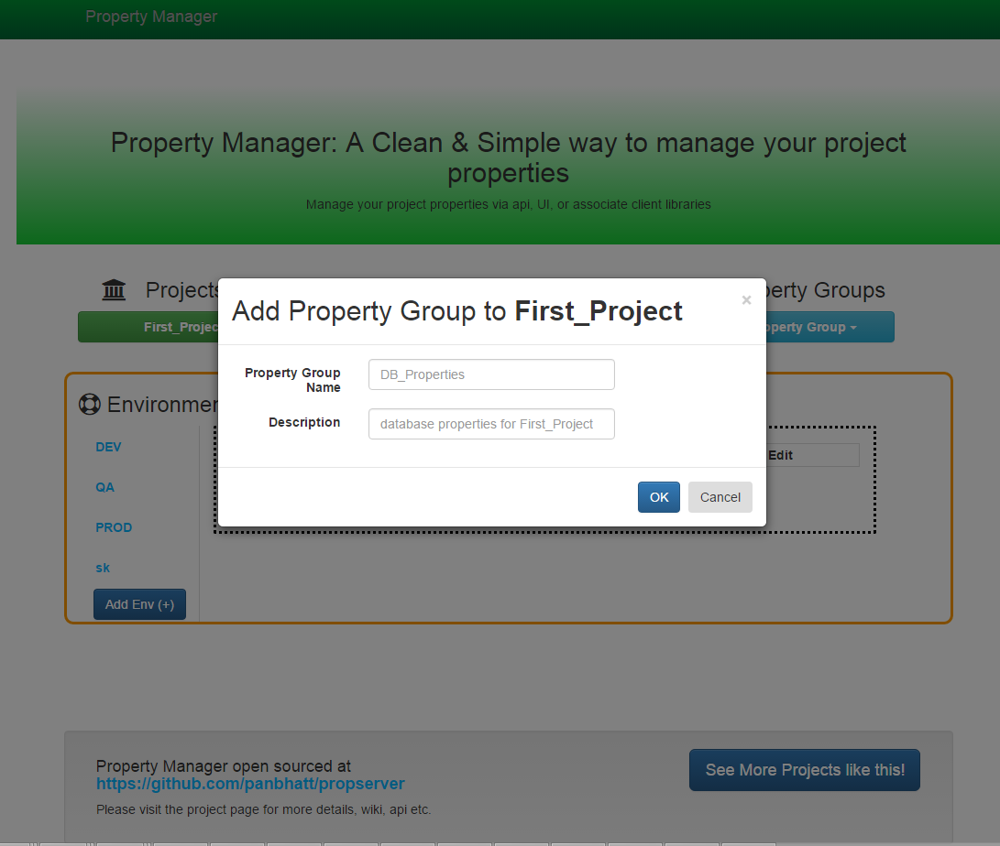 Property Manager
Property Manager: A Clean & Simple way to manage your project
properties
Manage your project properties via api, UI, or associate client libraries
Projects
perty Groups
First_Projec
operty Group
Add Property Group to First_Project
×
Property Group
Name
DB_Properties
Description
database properties for First_Project
OK
Cancel
Environmen
DEV
QA
PROD
sk
Add Env (+)
Edit
Property Manager open sourced at
https://github.com/panbhatt/propserver
Please visit the project page for more details, wiki, api etc.
See More Projects like this!